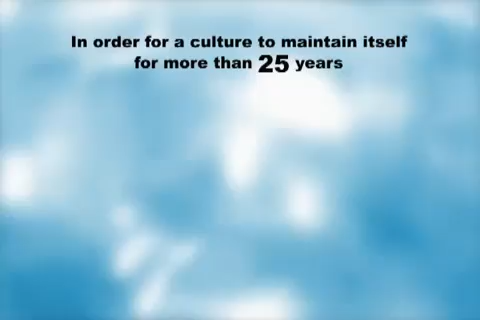 In order for a culture to maintain itself
for more than 25 years